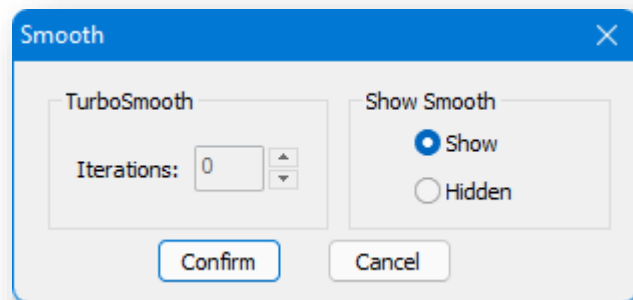 Smooth
TurboSmooth
Iterations: 0
Show Smooth
Show
Hidden
Confirm
Cancel